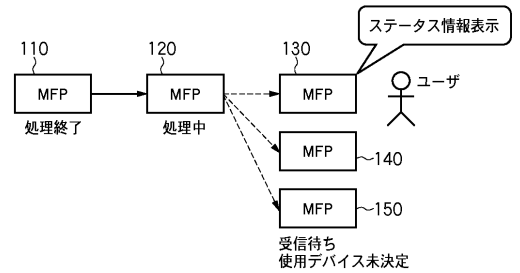 ステータス情報表示
110
120
130
MFP
MFP
MFP
ユーザ
処理終了
処理中
MFP
140
MFP
150
受信待ち
使用デバイス未決定